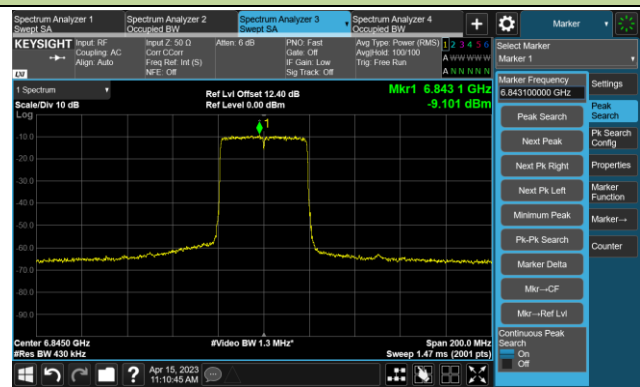 Spectrum Analyzer 1
Swept SA
Spectrum Analyzer 2
Occupied BW
Spectrum Analyzer 3
Swept SA
Spectrum Analyzer 4
Occupied BW
+
Marker
KEYSIGHT
LXI
Input: RF
Coupling: AC
Align: Auto
Input Z: 50 Ω
Corr CCorr
Freq Ref: Int (S)
NFE: Off
Atten: 6 dB
PNO: Fast
Gate: Off
IF Gain: Low
Sig Track: Off
Avg Type: Power (RMS)
Avg|Hold: 100/100
Trig: Free Run
1 2 3 4 5 6
A W W W W W
A N N N N N
Select Marker
Marker 1
1 Spectrum
Scale/Div 10 dB
Log
Ref Lvl Offset 12.40 dB
Ref Level 0.00 dBm
Mkr1 6.843 1 GHz
-9.101 dBm
1
-10.0
-20.0
-30.0
-40.0
-50.0
-60.0
-70.0
-80.0
-90.0
Center 6.8450 GHz
#Res BW 430 kHz
#Video BW 1.3 MHz*
Span 200.0 MHz
Sweep 1.47 ms (2001 pts)
Marker Frequency
6.843100000 GHz
Peak Search
Next Peak
Next Pk Right
Next Pk Left
Minimum Peak
Pk-Pk Search
Marker Delta
Mkr→CF
Mkr→Ref Lvl
Continuous Peak
Search
On
Off
Settings
Peak
Search
Pk Search
Config
Properties
Marker
Function
Marker→
Counter
?
Apr 15, 2023
11:10:45 AM